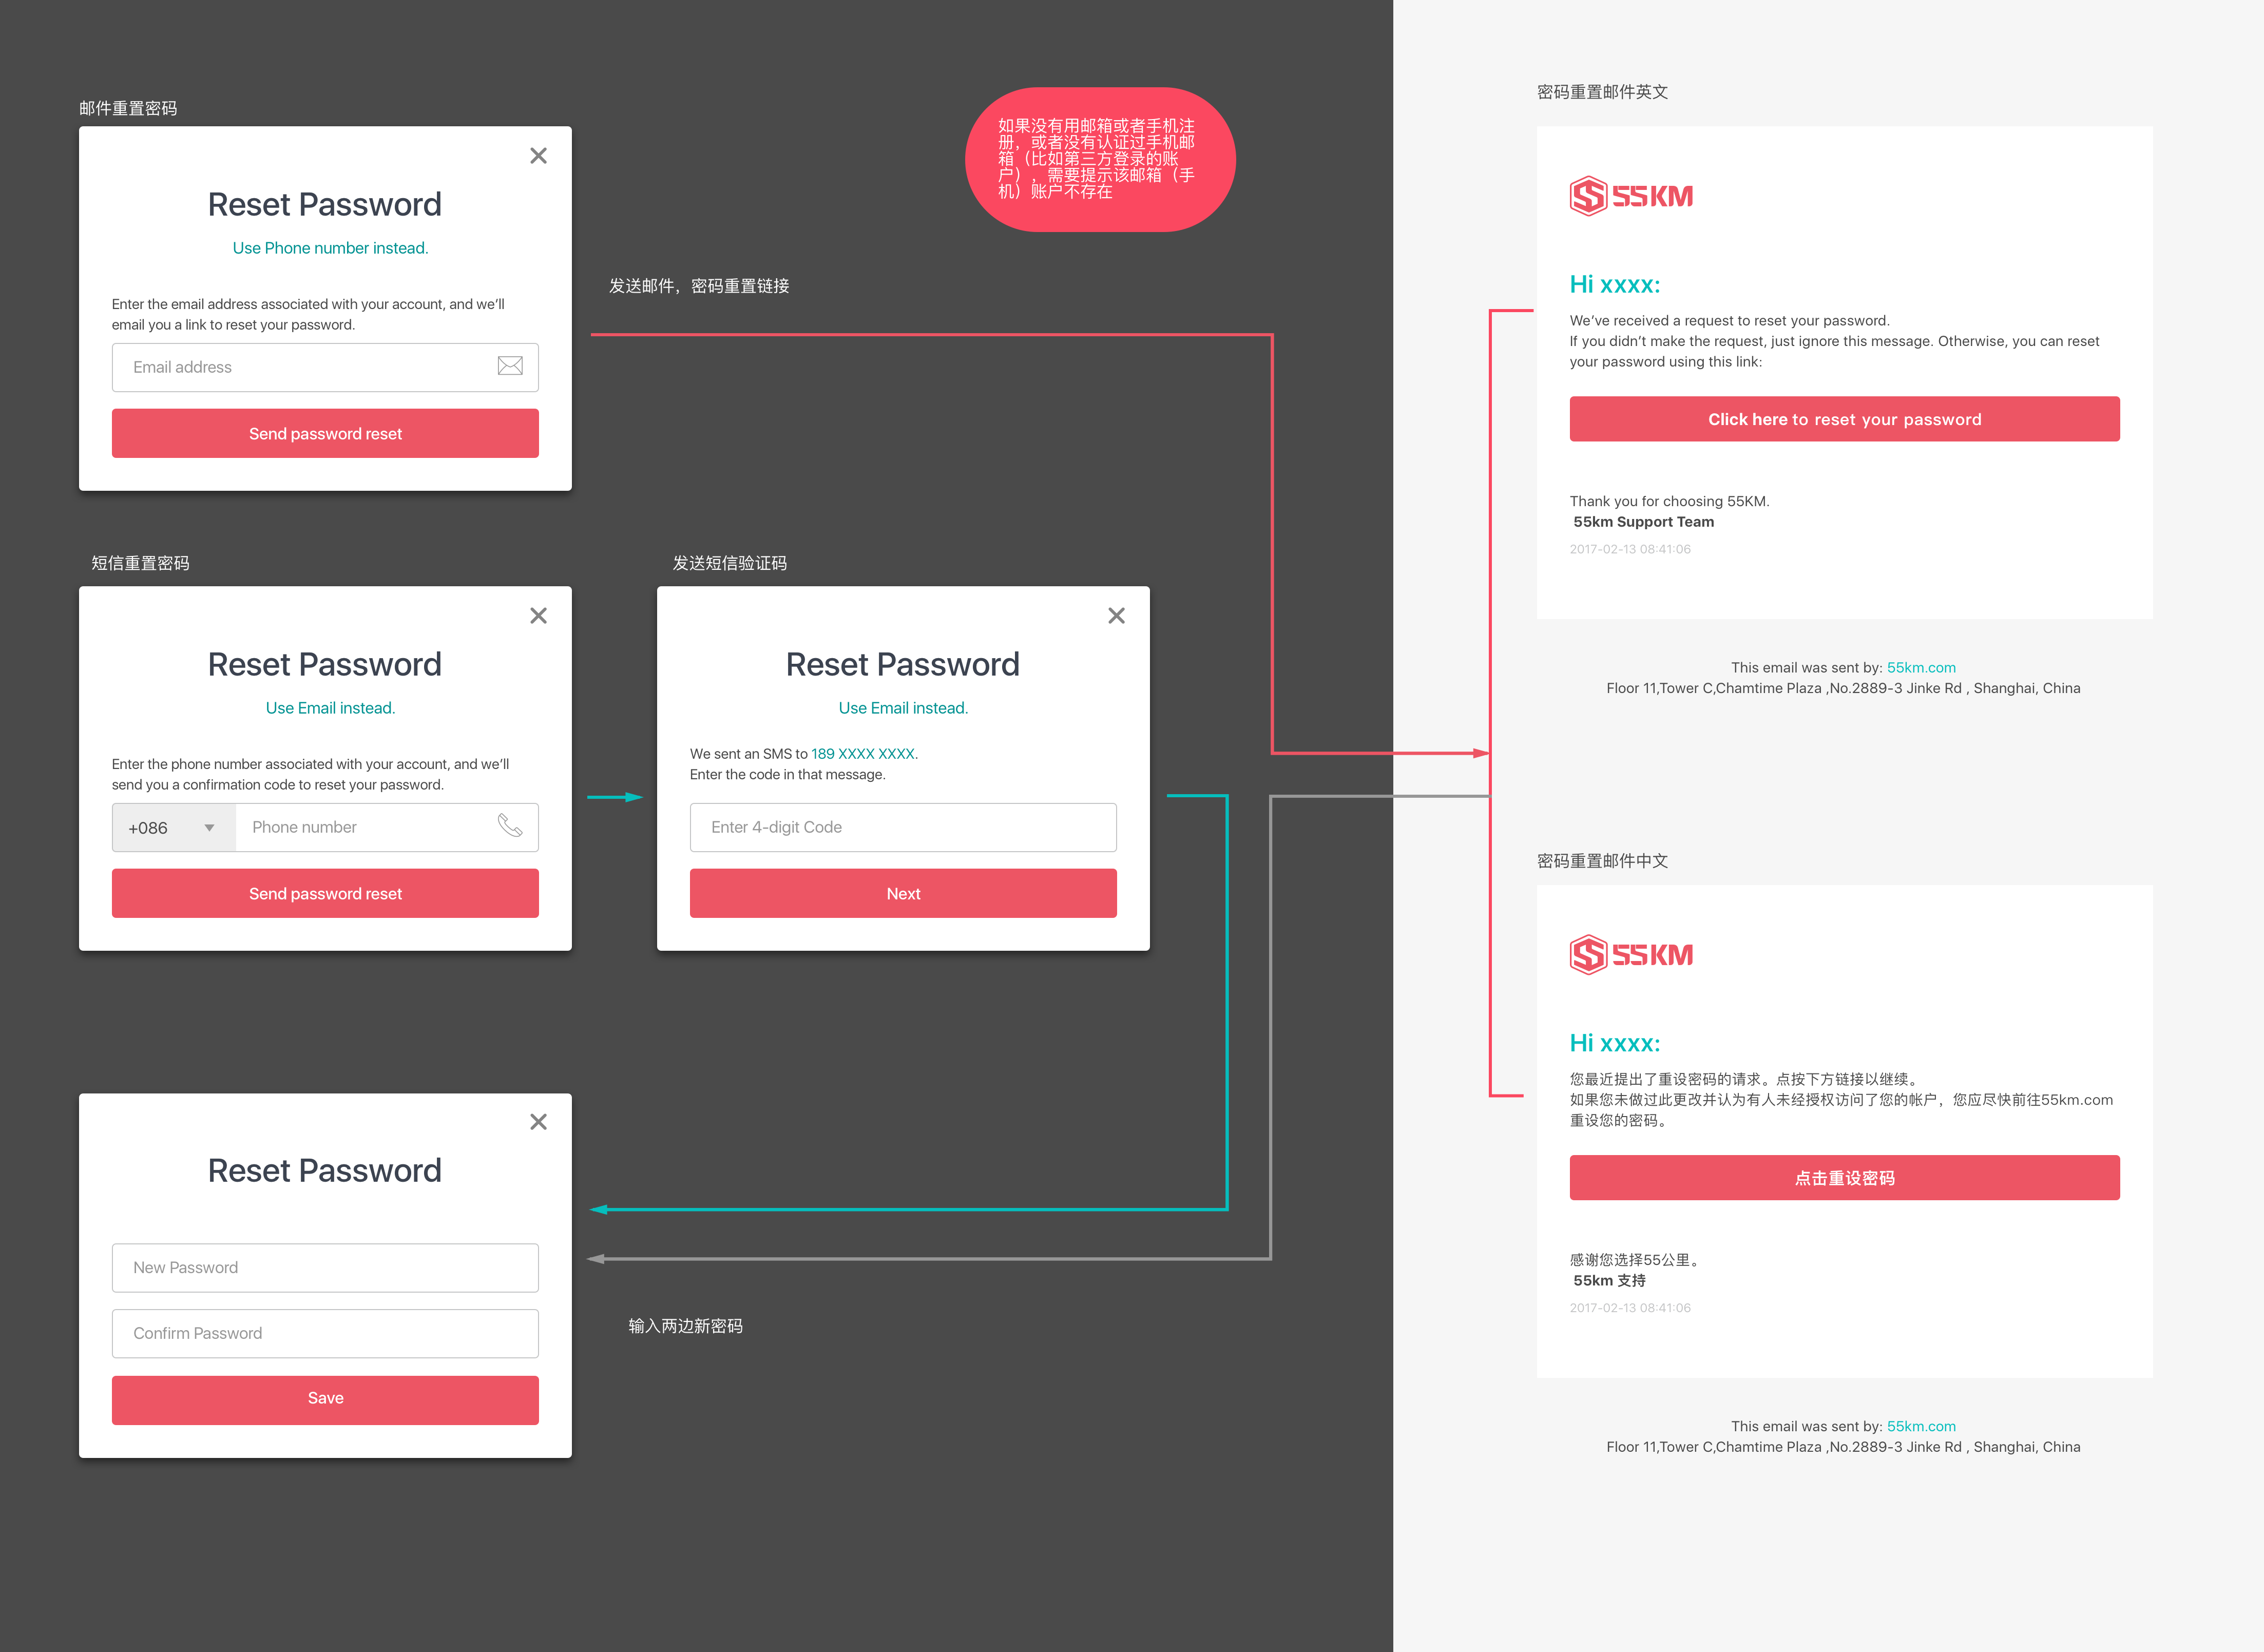 邮件重置密码
Reset Password
Use Phone number instead.
Enter the email address associated with your account, and we’ll
email you a link to reset your password.
Email address
Send password reset
如果没有用邮箱或者手机注
册，或者没有认证过手机邮
箱（比如第三方登录的账
户），需要提示该邮箱（手
机）账户不存在
发送邮件，密码重置链接
短信重置密码
Reset Password
Use Email instead.
Enter the phone number associated with your account, and we’ll
send you a confirmation code to reset your password.
+086
Phone number
Send password reset
发送短信验证码
Reset Password
Use Email instead.
We sent an SMS to 189 XXXX XXXX.
Enter the code in that message.
Enter 4-digit Code
Next
Reset Password
New Password
Confirm Password
Save
输入两边新密码
密码重置邮件英文
55KM
Hi xxxx:
We’ve received a request to reset your password.
If you didn’t make the request, just ignore this message. Otherwise, you can reset
your password using this link:
Click here to reset your password
Thank you for choosing 55KM.
55km Support Team
2017-02-13 08:41:06
This email was sent by: 55km.com
Floor 11,Tower C,Chamtime Plaza ,No.2889-3 Jinke Rd , Shanghai, China
密码重置邮件中文
55KM
Hi xxxx:
您最近提出了重设密码的请求。点按下方链接以继续。
如果您未做过此更改并认为有人未经授权访问了您的帐户，您应尽快前往55km.com
重设您的密码。
点击重设密码
感谢您选择55公里。
55km 支持
2017-02-13 08:41:06
This email was sent by: 55km.com
Floor 11,Tower C,Chamtime Plaza ,No.2889-3 Jinke Rd , Shanghai, China